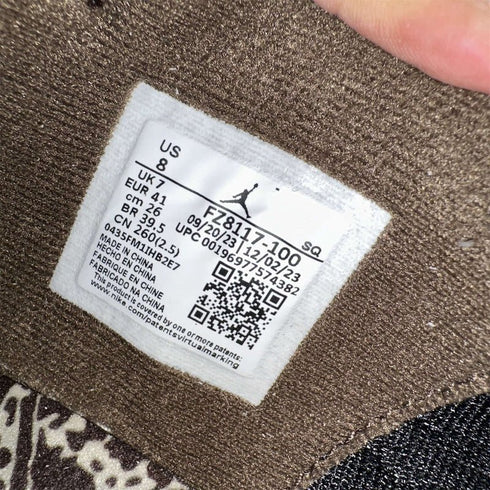 US
8
UK 7
EUR 41
cm 26
BR 39.5
CN 260(2.5)
0435FM1IHB2E7
MADE IN CHINA
HECHO EN CHINA
FABRIQUE EN CHINE
FABRICADO NA CHINA
This product is covered by one or more patents:
www.nike.com/patentsvirtualmarking
FZ8117-100
SQ
09/20/23 | 12/02/23
UPC 00196977574382